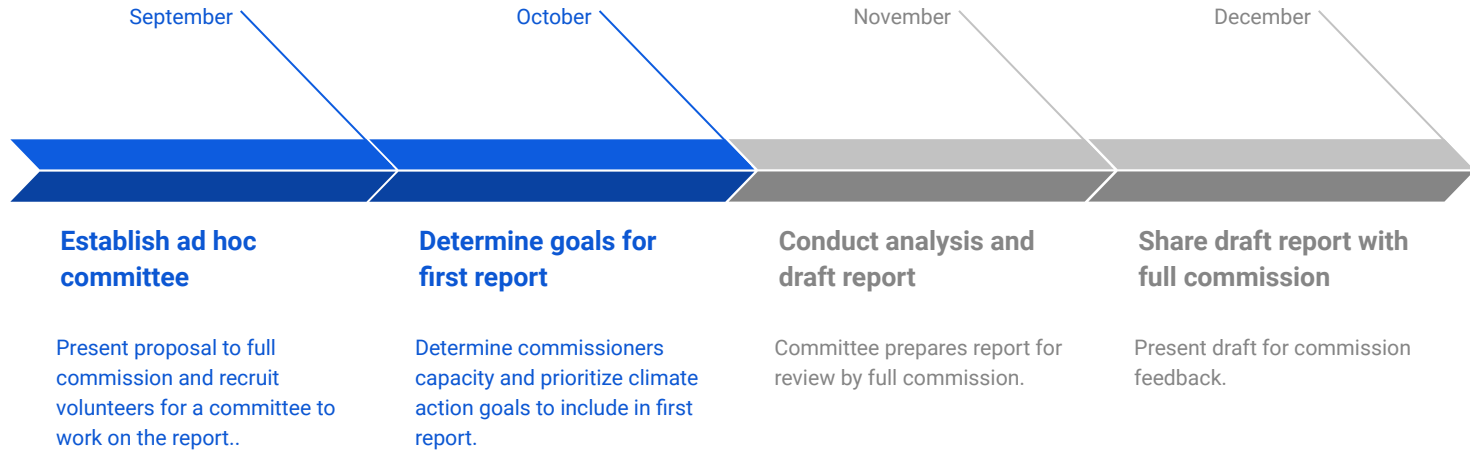 September
October
November
December
Establish ad hoc
committee
Present proposal to full
commission and recruit
volunteers for a committee to
work on the report..
Determine goals for
first report
Determine commissioners
capacity and prioritize climate
action goals to include in first
report.
Conduct analysis and
draft report
Committee prepares report for
review by full commission.
Share draft report with
full commission
Present draft for commission
feedback.